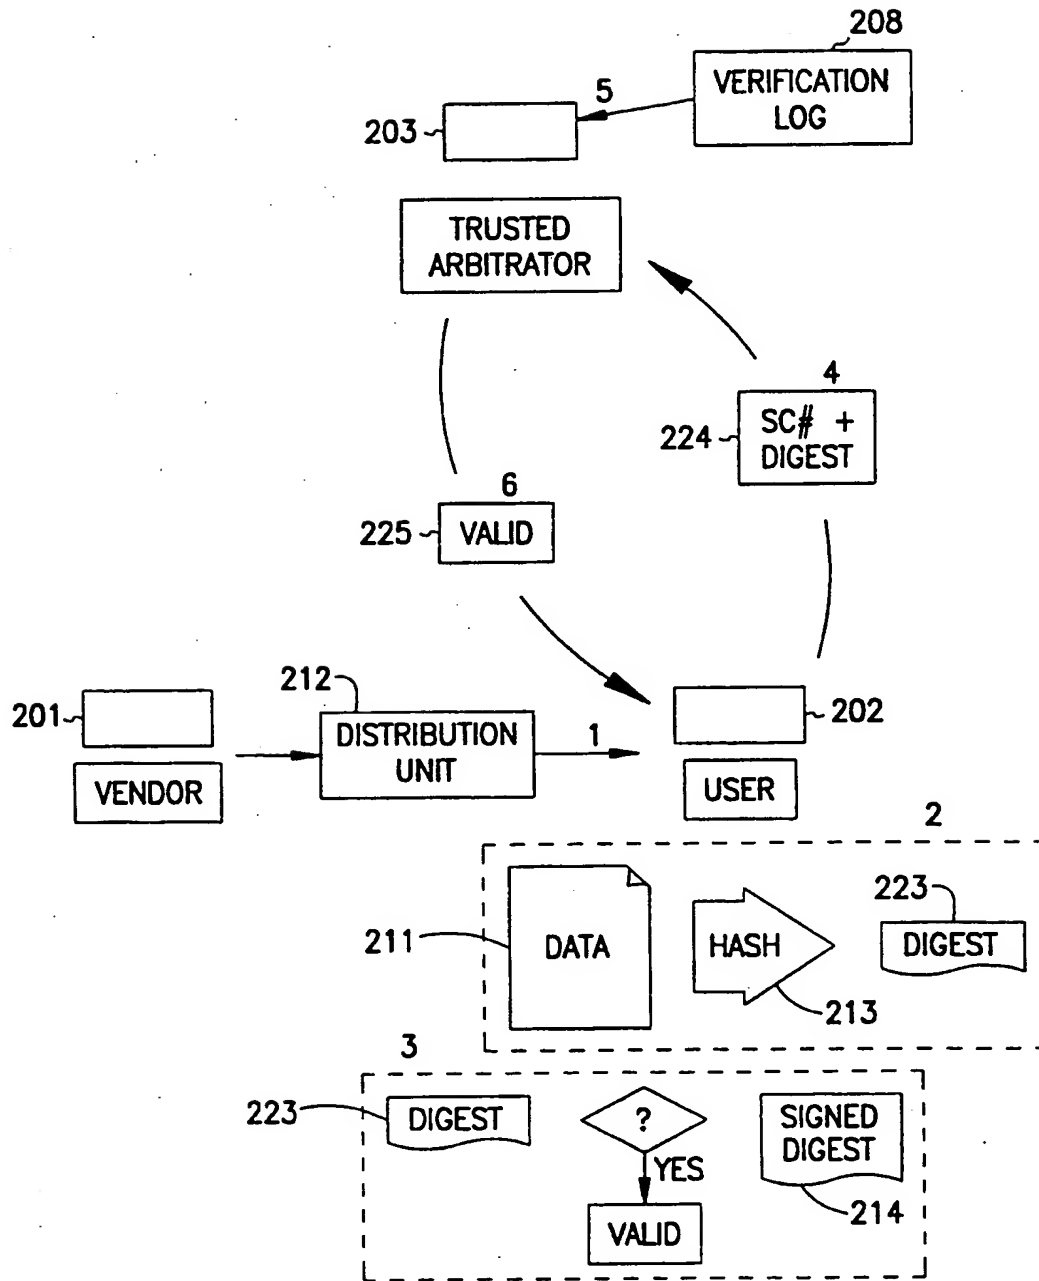 208
VERIFICATION
LOG
5
203
TRUSTED
ARBITRATOR
4
SC# +
DIGEST
224
6
VALID
225
212
201
DISTRIBUTION
UNIT
1
202
VENDOR
USER
2
223
211
DATA
HASH
DIGEST
213
3
223
DIGEST
?
SIGNED
DIGEST
YES
214
VALID